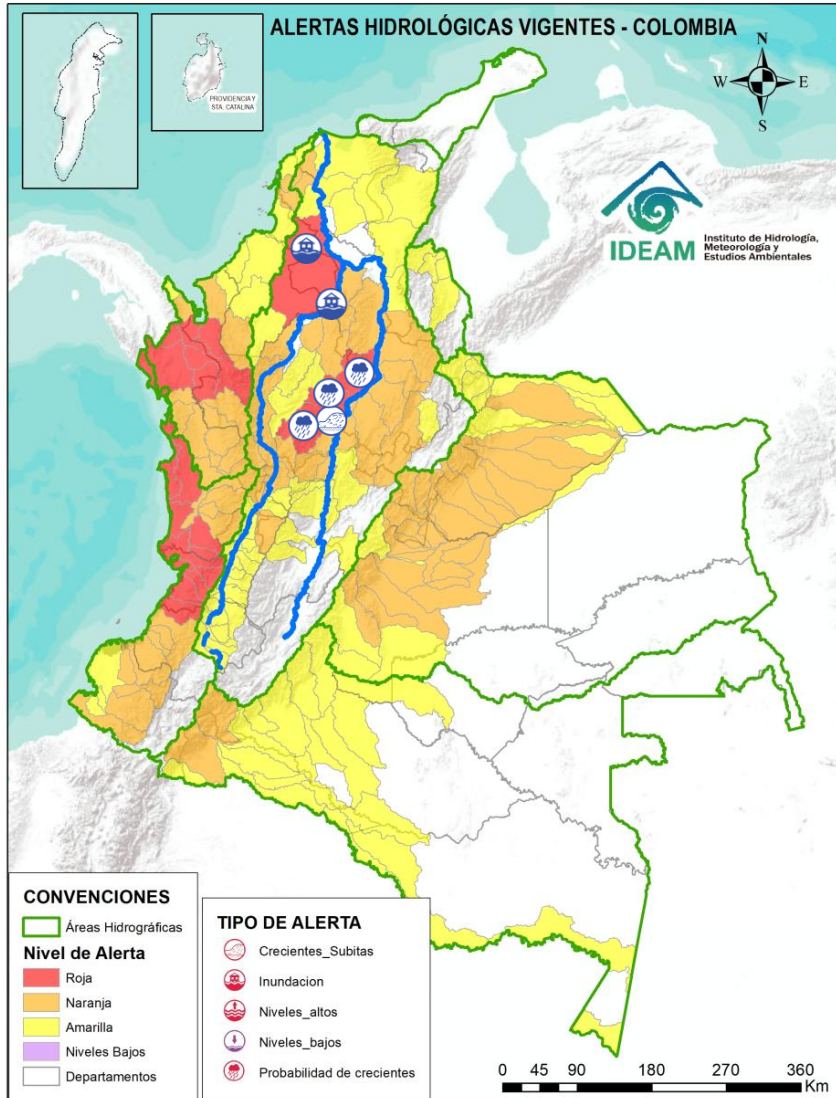 ALERTAS HIDROLÓGICAS VIGENTES - COLOMBIA
PROVIDENCIA Y
STA. CATALINA
N
W
E
S
IDEAM
Instituto de Hidrología,
Meteorología y
Estudios Ambientales
CONVENCIONES
Áreas Hidrográficas
Nivel de Alerta
Roja
Naranja
Amarilla
Niveles Bajos
Departamentos
TIPO DE ALERTA
Crecientes_Subitas
Inundacion
Niveles_altos
Niveles_bajos
Probabilidad de crecientes
0 45 90 180 270 360
Km